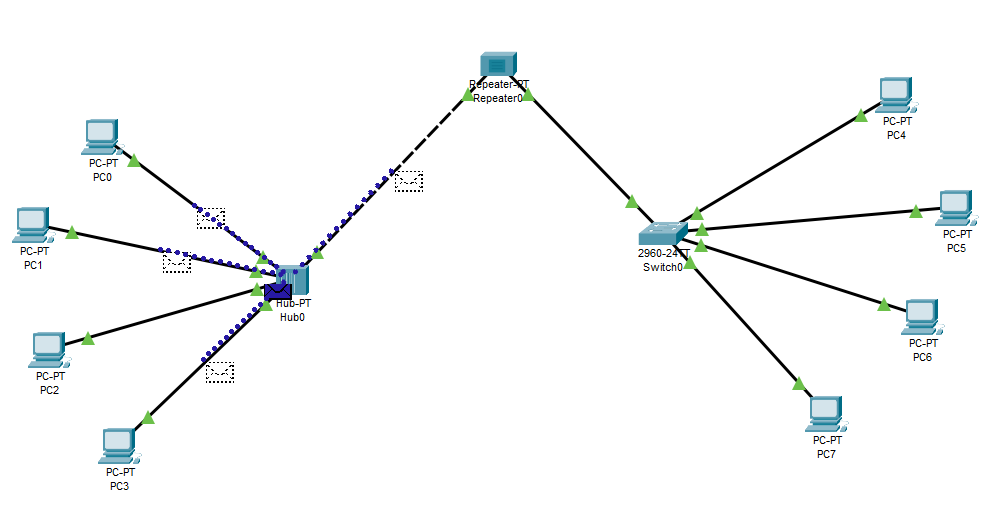 Repeater-PT
Repeater0
PC-PT
PC4
PC-PT
PC0
PC-PT
PC5
PC-PT
PC1
2960-24TT
Switch0
Hub-PT
Hub0
PC-PT
PC6
PC-PT
PC2
PC-PT
PC7
PC-PT
PC3